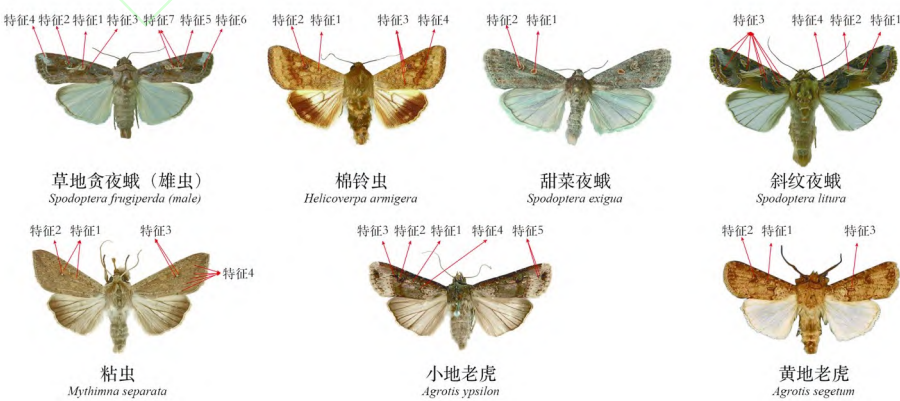 特征4 特征2 特征1 特征3 特征7 特征5 特征6
特征2 特征1 特征3 特征4
特征2 特征1
特征3 特征4 特征2 特征1
草地贪夜蛾（雄虫）
Spodoptera frugiperda (male)
棉铃虫
Helicoverpa armigera
甜菜夜蛾
Spodoptera exigua
斜纹夜蛾
Spodoptera litura
特征2 特征1 特征3
特征4
特征3 特征2 特征1 特征4 特征5
特征2 特征1 特征3
粘虫
Mythimna separata
小地老虎
Agrotis ypsilon
黄地老虎
Agrotis segetum